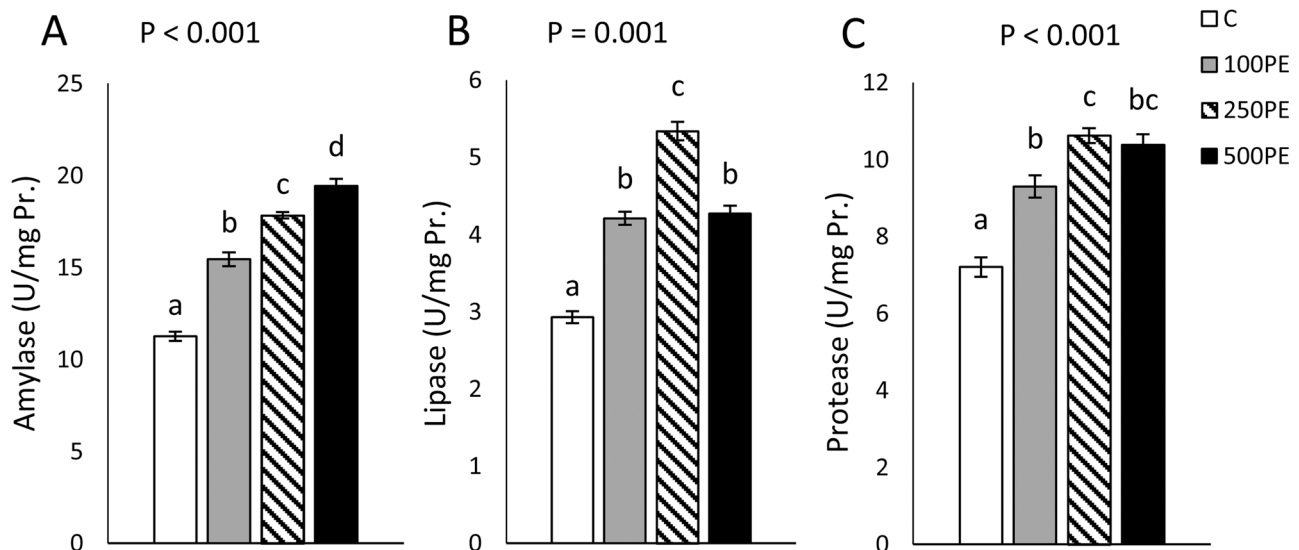 A
P < 0.001
25
20
15
10
5
0
Amylase (U/mg Pr.)
a
b
c
d
B
P = 0.001
6
5
4
3
2
1
0
Lipase (U/mg Pr.)
a
b
c
b
C
P < 0.001
12
10
8
6
4
2
0
Protease (U/mg Pr.)
a
b
c
bc
C
100PE
250PE
500PE